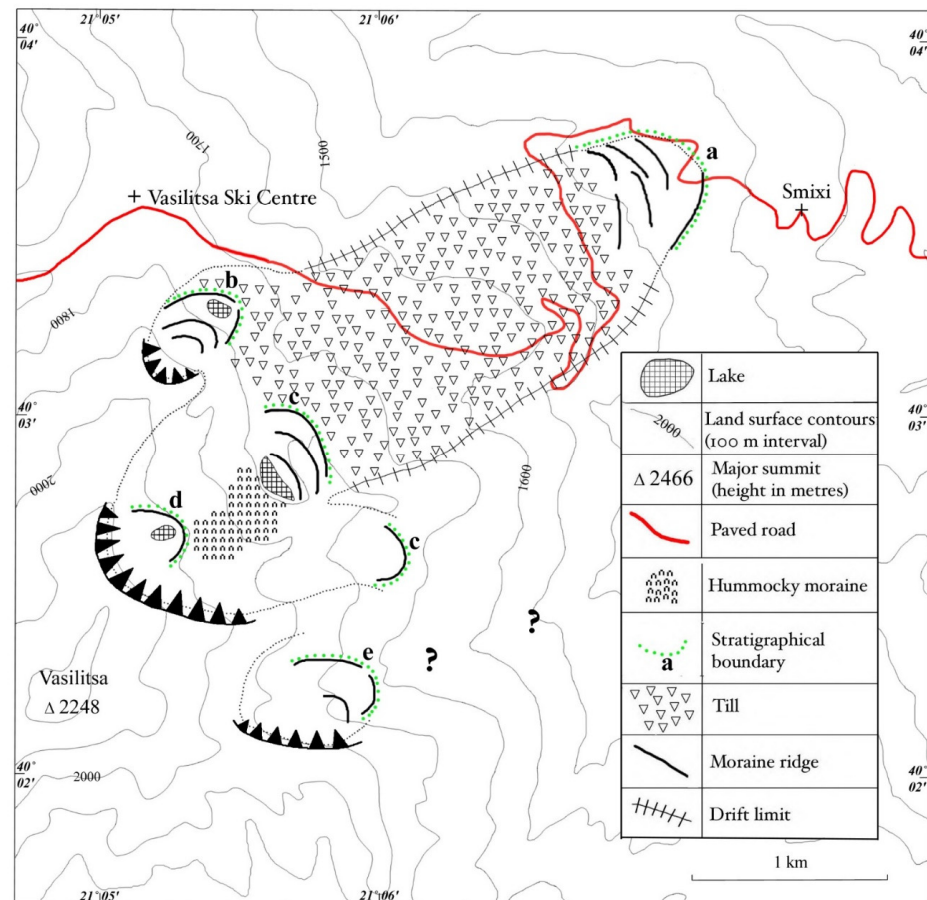 21° 05' 21° 06'
40° 04' 40° 04'
1700
1500
a
+ Vasilitsa Ski Centre
Smixi
+
b
1800
40° 03' 40° 03'
c
2000
1600
d
c
?
?
e
Vasilitsa
Δ 2248
2000
40° 02' 40° 02'
21° 05' 21° 06'
Lake
2000 Land surface contours:
(100 m interval)
Δ 2466 Major summit
(height in metres)
Paved road
Hummocky moraine
a Stratigraphical
boundary
Till
Moraine ridge
Drift limit
1 km